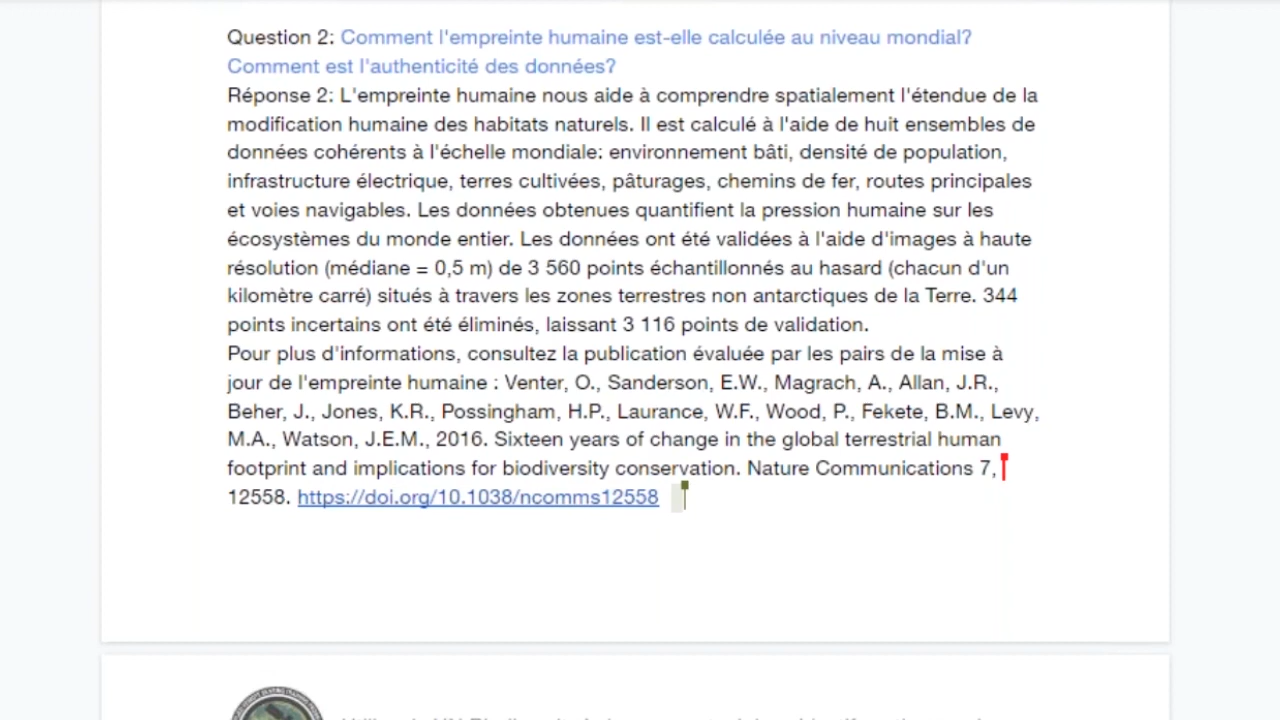 Question 2: Comment l'empreinte humaine est-elle calculée au niveau mondial?
Comment est l'authenticité des données?
Réponse 2: L'empreinte humaine nous aide à comprendre spatialement l'étendue de la
modification humaine des habitats naturels. Il est calculé à l'aide de huit ensembles de
données cohérents à l'échelle mondiale: environnement bâti, densité de population,
infrastructure électrique, terres cultivées, pâturages, chemins de fer, routes principales
et voies navigables. Les données obtenues quantifient la pression humaine sur les
écosystèmes du monde entier. Les données ont été validées à l'aide d'images à haute
résolution (médiane = 0,5 m) de 3 560 points échantillonnés au hasard (chacun d'un
kilomètre carré) situés à travers les zones terrestres non antarctiques de la Terre. 344
points incertains ont été éliminés, laissant 3 116 points de validation.
Pour plus d'informations, consultez la publication évaluée par les pairs de la mise à
jour de l'empreinte humaine : Venter, O., Sanderson, E.W., Magrach, A., Allan, J.R.,
Beher, J., Jones, K.R., Possingham, H.P., Laurance, W.F., Wood, P., Fekete, B.M., Levy,
M.A., Watson, J.E.M., 2016. Sixteen years of change in the global terrestrial human
footprint and implications for biodiversity conservation. Nature Communications 7,
12558. https://doi.org/10.1038/ncomms12558